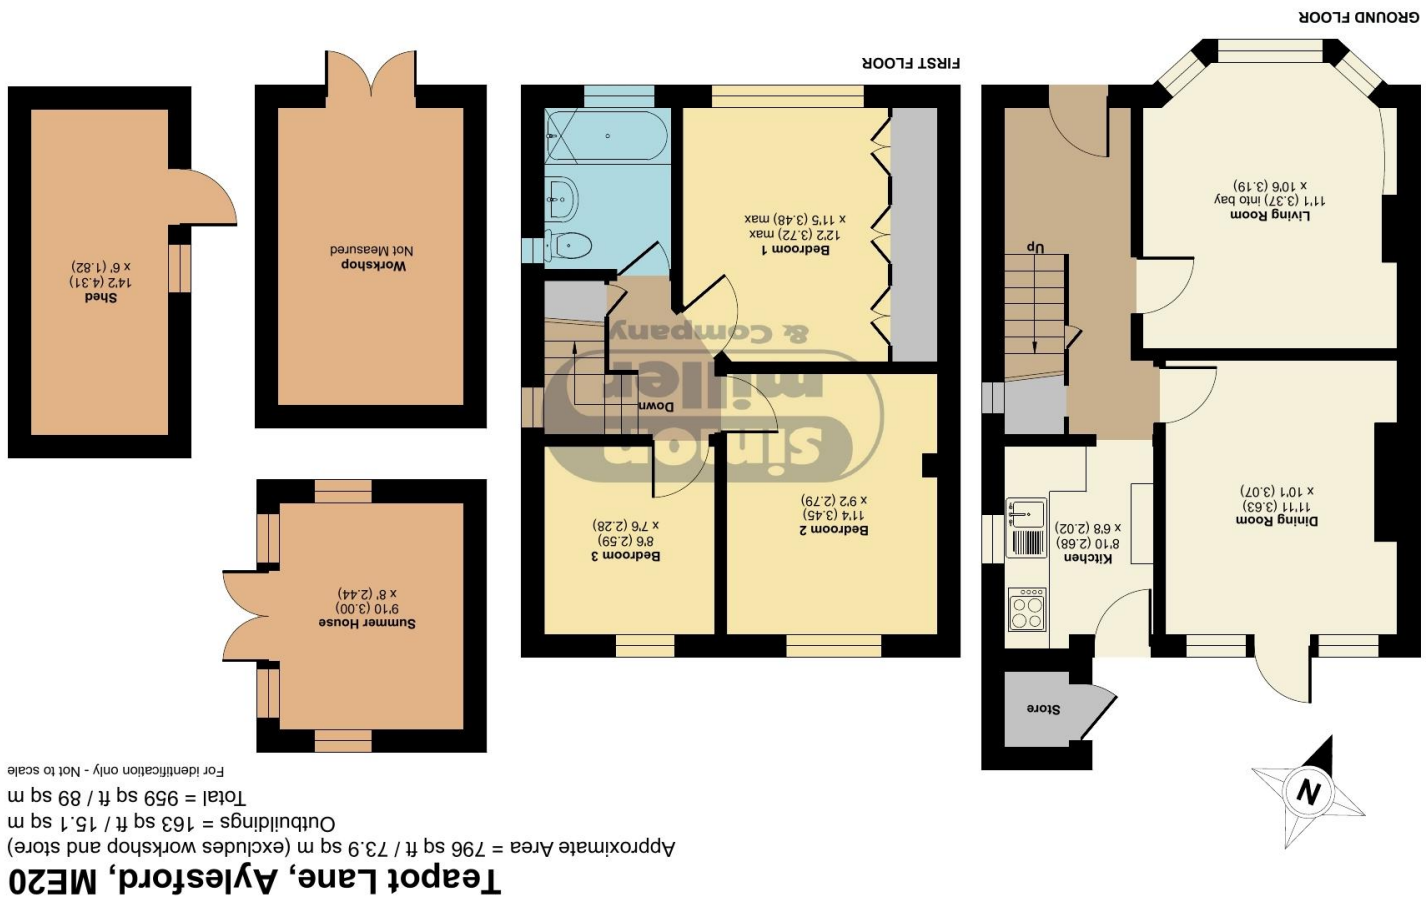 Teapot Lane, Aylesford, ME20
Approximate Area = 796 sq ft / 73.9 sq m (excludes workshop and store)
Outbuildings = 163 sq ft / 15.1 sq m
Total = 959 sq ft / 89 sq m
For identification only - Not to scale
N
Store
Kitchen
8'10 (2.68)
x 6'8 (2.02)
Dining Room
11'11 (3.63)
x 10'1 (3.07)
Up
Living Room
11'1 (3.37) into bay
x 10'6 (3.19)
GROUND FLOOR
Bedroom 2
11'4 (3.45)
x 9'2 (2.79)
Bedroom 3
8'6 (2.59)
x 7'6 (2.28)
Down
Bedroom 1
12'2 (3.72) max
x 11'5 (3.48) max
FIRST FLOOR
simon
miller
& Company
Summer House
9'10 (3.00)
x 8' (2.44)
Workshop
Not Measured
Shed
14'2 (4.31)
x 6' (1.82)